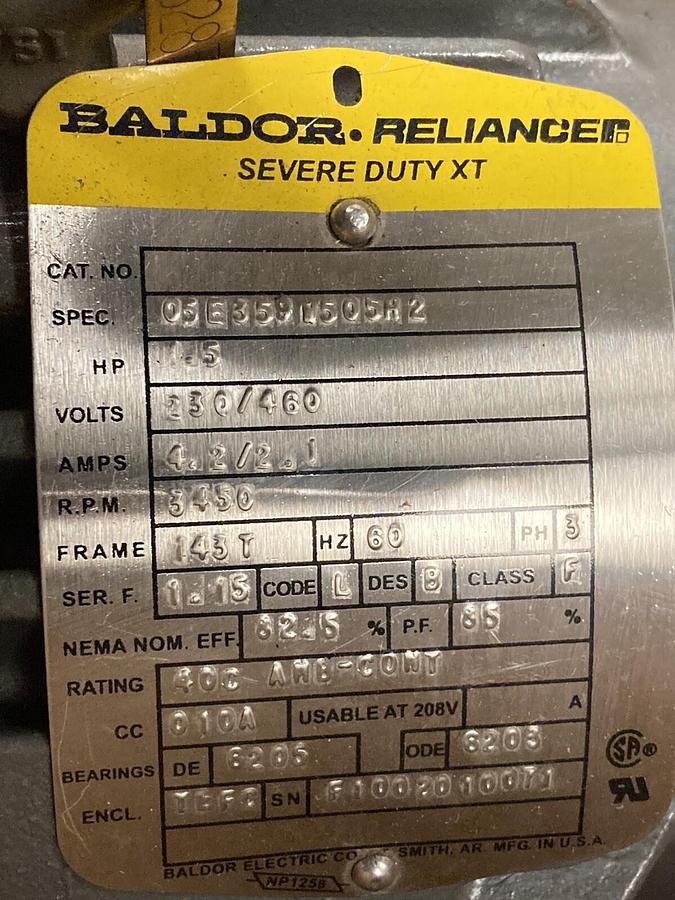 BALDOR • RELIANCER
SEVERE DUTY XT
CAT. NO.
SPEC. 05E359L505H2
HP 1.5
VOLTS 230/460
AMPS 4.2/2.1
R.P.M. 3450
FRAME 143T HZ 60 PH 3
SER. F. 1.15 CODE L DES B CLASS F
NEMA NOM. EFF. 82.5 % P.F. 85 %
RATING 40C AMB-CONT
CC 010A USABLE AT 208V A
BEARINGS DE 6205 ODE 6203
ENCL. TEFC SN F1002010071
BALDOR ELECTRIC CO. SMITH, AR. MFG. IN U.S.A.
NP1258